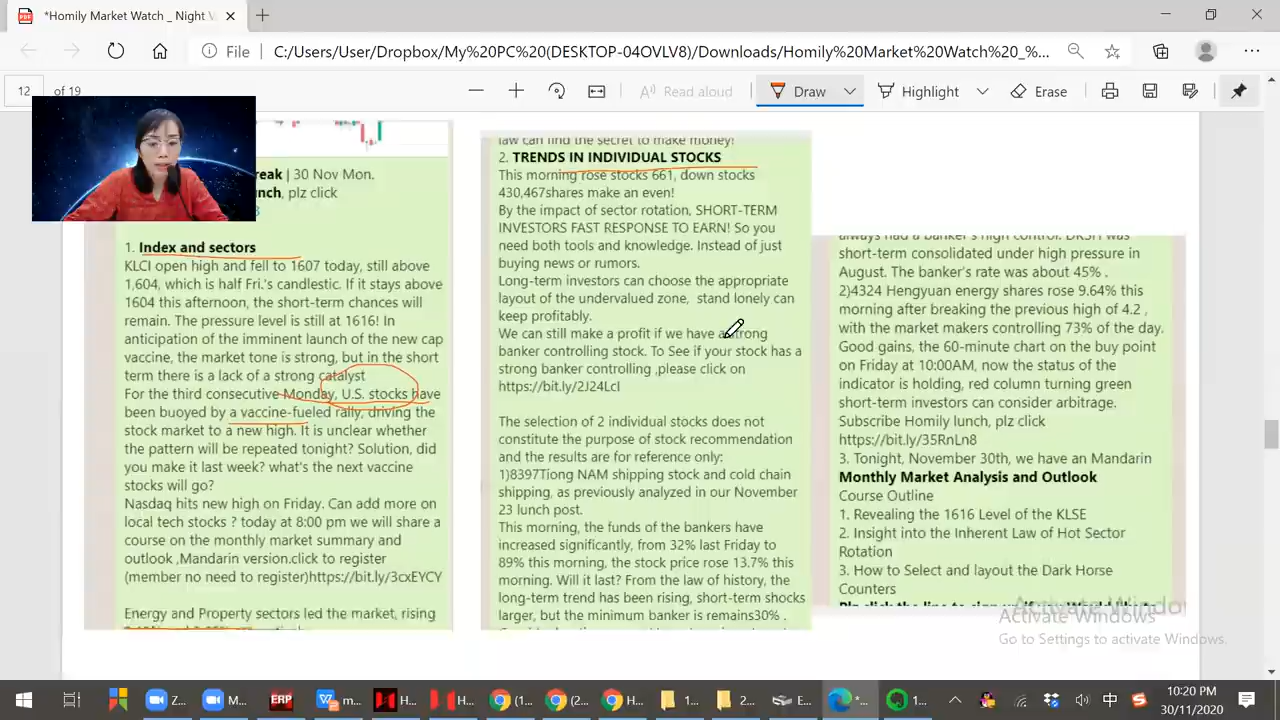 *Homily Market Watch _ Night V
File
C:/Users/User/Dropbox/My%20PC%20(DESKTOP-04OVLV8)/Downloads/Homily%20Market%20Watch%20_%...
12 of 19
Read aloud
Draw
Highlight
Erase
reak | 30 Nov Mon.
nch, plz click
1. Index and sectors
KLCI open high and fell to 1607 today, still above
1,604, which is half Fri.'s candlestic. If it stays above
1604 this afternoon, the short-term chances will
remain. The pressure level is still at 1616! In
anticipation of the imminent launch of the new cap
vaccine, the market tone is strong, but in the short
term there is a lack of a strong catalyst
For the third consecutive Monday, U.S. stocks have
been buoyed by a vaccine-fueled rally, driving the
stock market to a new high. It is unclear whether
the pattern will be repeated tonight? Solution, did
you make it last week? what's the next vaccine
stocks will go?
Nasdaq hits new high on Friday. Can add more on
local tech stocks ? today at 8:00 pm we will share a
course on the monthly market summary and
outlook ,Mandarin version.click to register
(member no need to register)https://bit.ly/3cxEYCY
Energy and Property sectors led the market, rising
law can find the secret to make money!
2. TRENDS IN INDIVIDUAL STOCKS
This morning rose stocks 661, down stocks
430,467shares make an even!
By the impact of sector rotation, SHORT-TERM
INVESTORS FAST RESPONSE TO EARN! So you
need both tools and knowledge. Instead of just
buying news or rumors.
Long-term investors can choose the appropriate
layout of the undervalued zone, stand lonely can
keep profitably.
We can still make a profit if we have a strong
banker controlling stock. To See if your stock has a
strong banker controlling ,please click on
https://bit.ly/2J24LcI
The selection of 2 individual stocks does not
constitute the purpose of stock recommendation
and the results are for reference only:
1)8397Tiong NAM shipping stock and cold chain
shipping, as previously analyzed in our November
23 lunch post.
This morning, the funds of the bankers have
increased significantly, from 32% last Friday to
89% this morning, the stock price rose 13.7% this
morning. Will it last? From the law of history, the
long-term trend has been rising, short-term shocks
larger, but the minimum banker is remains30% .
always had a banker's high control. DKSH was
short-term consolidated under high pressure in
August. The banker's rate was about 45% .
2)4324 Hengyuan energy shares rose 9.64% this
morning after breaking the previous high of 4.2 ,
with the market makers controlling 73% of the day.
Good gains, the 60-minute chart on the buy point
on Friday at 10:00AM, now the status of the
indicator is holding, red column turning green
short-term investors can consider arbitrage.
Subscribe Homily lunch, plz click
https://bit.ly/35RnLn8
3. Tonight, November 30th, we have an Mandarin
Monthly Market Analysis and Outlook
Course Outline
1. Revealing the 1616 Level of the KLSE
2. Insight into the Inherent Law of Hot Sector
Rotation
3. How to Select and layout the Dark Horse
Counters
Activate Windows
Go to Settings to activate Windows.
Z...
M...
ERP
m...
H...
H...
(1...
(2...
H...
1...
2...
E...
*...
1...
中
10:20 PM
30/11/2020